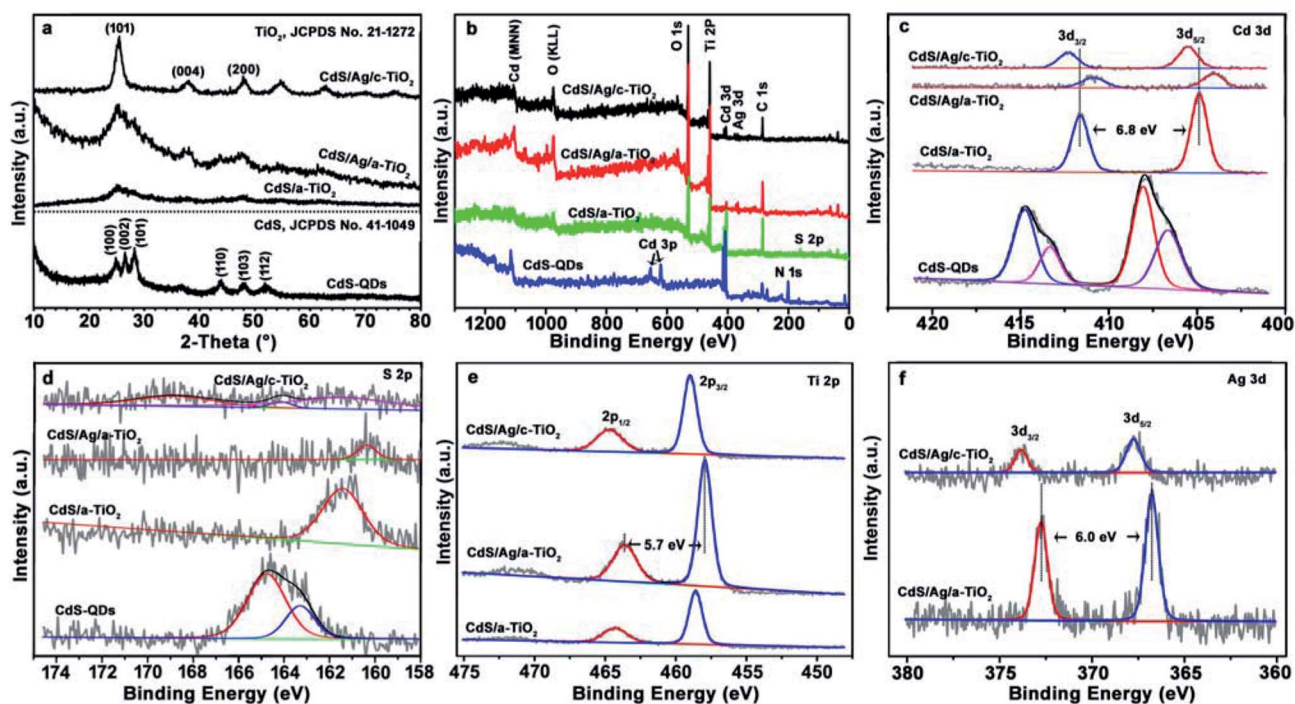 a
TiO2, JCPDS No. 21-1272
(101)
(004)
(200)
CdS/Ag/c-TiO2
CdS/Ag/a-TiO2
CdS/a-TiO2
CdS, JCPDS No. 41-1049
(100)
(002)
(101)
(110)
(103)
(112)
CdS-QDs
Intensity (a.u.)
10 20 30 40 50 60 70 80
2-Theta (°)
b
Cd (MNN)
O (KLL)
O 1s
Ti 2P
Cd 3d
Ag 3d
C 1s
CdS/Ag/c-TiO2
CdS/Ag/a-TiO2
CdS/a-TiO2
S 2p
Cd 3p
CdS-QDs
N 1s
Intensity (a.u.)
1200 1000 800 600 400 200 0
Binding Energy (eV)
c
Cd 3d
3d3/2
3d5/2
CdS/Ag/c-TiO2
CdS/Ag/a-TiO2
6.8 eV
CdS/a-TiO2
CdS-QDs
Intensity (a.u.)
420 415 410 405 400
Binding Energy (eV)
d
S 2p
CdS/Ag/c-TiO2
CdS/Ag/a-TiO2
CdS/a-TiO2
CdS-QDs
Intensity (a.u.)
174 172 170 168 166 164 162 160 158
Binding Energy (eV)
e
Ti 2p
2p3/2
2p1/2
CdS/Ag/c-TiO2
5.7 eV
CdS/Ag/a-TiO2
CdS/a-TiO2
Intensity (a.u.)
475 470 465 460 455 450
Binding Energy (eV)
f
Ag 3d
3d3/2
3d5/2
CdS/Ag/c-TiO2
6.0 eV
CdS/Ag/a-TiO2
Intensity (a.u.)
380 375 370 365 360
Binding Energy (eV)